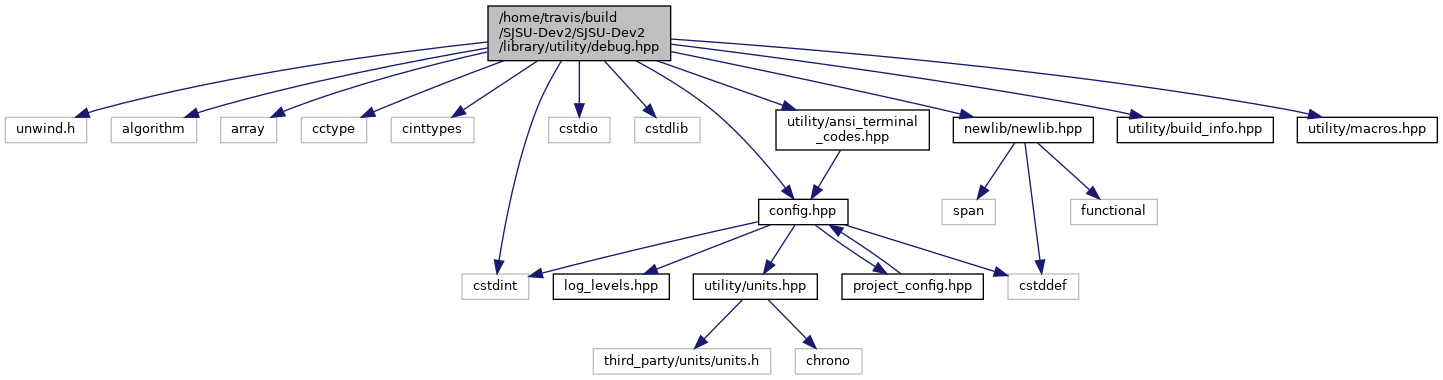 /home/travis/build
/SJSU-Dev2/SJSU-Dev2
/library/utility/debug.hpp
unwind.h
algorithm
array
cctype
cinttypes
cstdio
cstdlib
utility/ansi_terminal
_codes.hpp
newlib/newlib.hpp
utility/build_info.hpp
utility/macros.hpp
config.hpp
span
functional
cstdint
log_levels.hpp
utility/units.hpp
project_config.hpp
cstddef
third_party/units/units.h
chrono